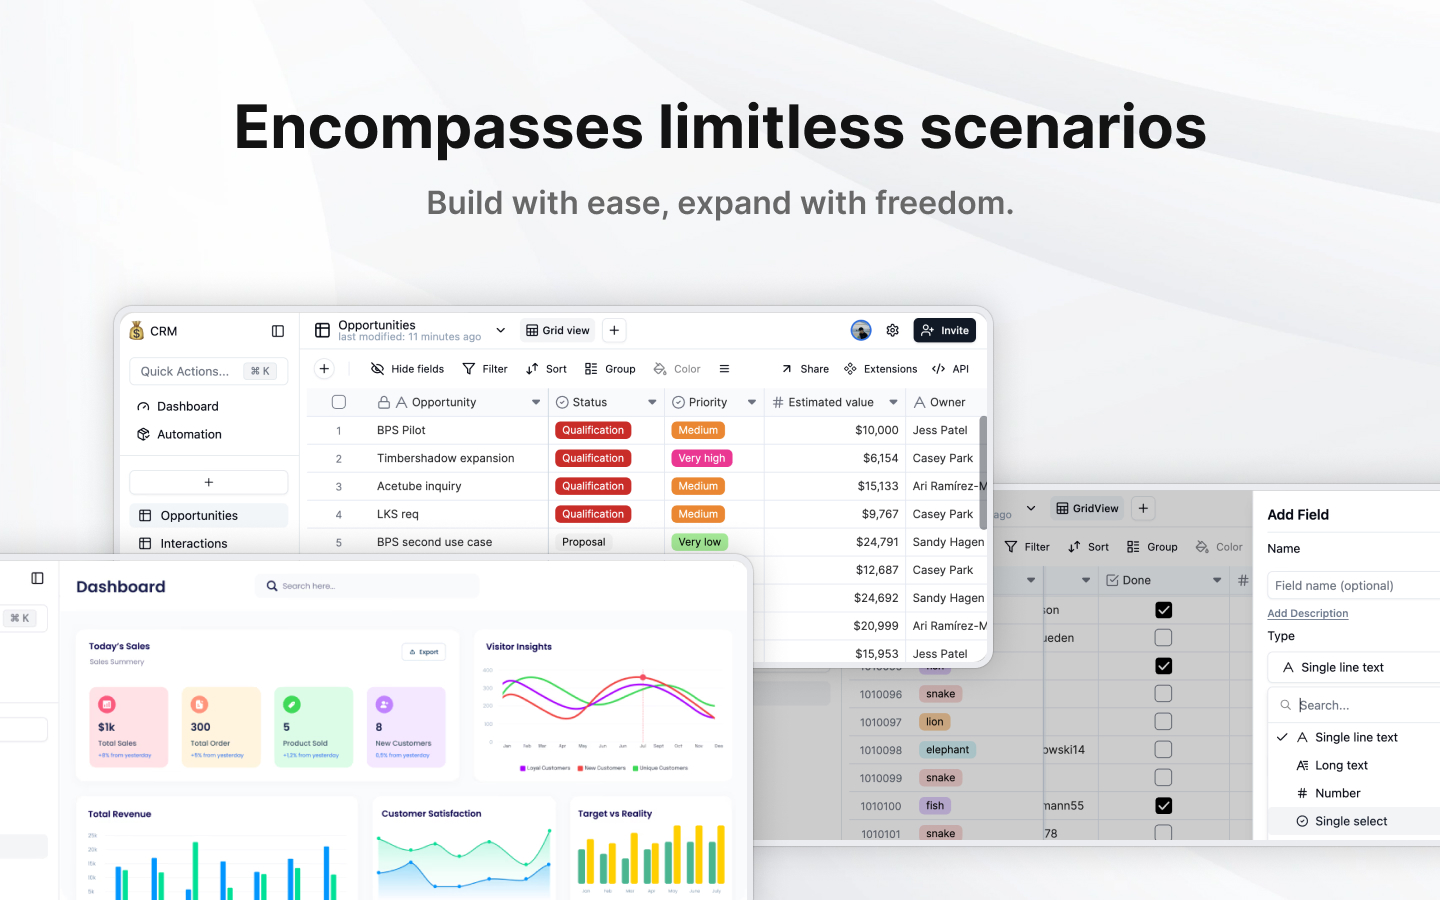 Encompasses limitless scenarios
Build with ease, expand with freedom.
CRM
Quick Actions...
⌘ K
Dashboard
Automation
+
Opportunities
Interactions
Opportunities
last modified: 11 minutes ago
Grid view
+
Invite
+
Hide fields
Filter
Sort
Group
Color
Share
Extensions
API
Opportunity
Status
Priority
Estimated value
Owner
1 BPS Pilot Qualification Medium $10,000 Jess Patel
2 Timbershadow expansion Qualification Very high $6,154 Casey Park
3 Acetube inquiry Qualification Medium $15,133 Ari Ramírez-M
4 LKS req Qualification Medium $9,767 Casey Park
5 BPS second use case Proposal Very low $24,791 Sandy Hagen
$12,687 Casey Park
$24,692 Sandy Hagen
$20,999 Ari Ramírez-M
$15,953 Jess Patel
ago
GridView
+
Filter
Sort
Group
Color
Done
son
ueden
1010096 snake
1010097 lion
1010098 elephant owski14
1010099 snake
1010100 fish mann55
1010101 snake 78
Add Field
Name
Field name (optional)
Add Description
Type
Single line text
Search...
Single line text
Long text
Number
Single select
⌘ K
Dashboard
Search here...
Today's Sales
Sales Summery
Export
$1k
Total Sales
+8% from yesterday
300
Total Order
+5% from yesterday
5
Product Sold
+1,2% from yesterday
8
New Customers
0,5% from yesterday
Visitor Insights
400
300
200
100
0
Jan Feb Mar Apr May Jun Jun Jul Sept Oct Nov Des
Loyal Customers
New Customers
Unique Customers
Total Revenue
25k
20k
15k
10k
5k
Customer Satisfaction
Target vs Reality
Jan Feb Mar Apr May June July